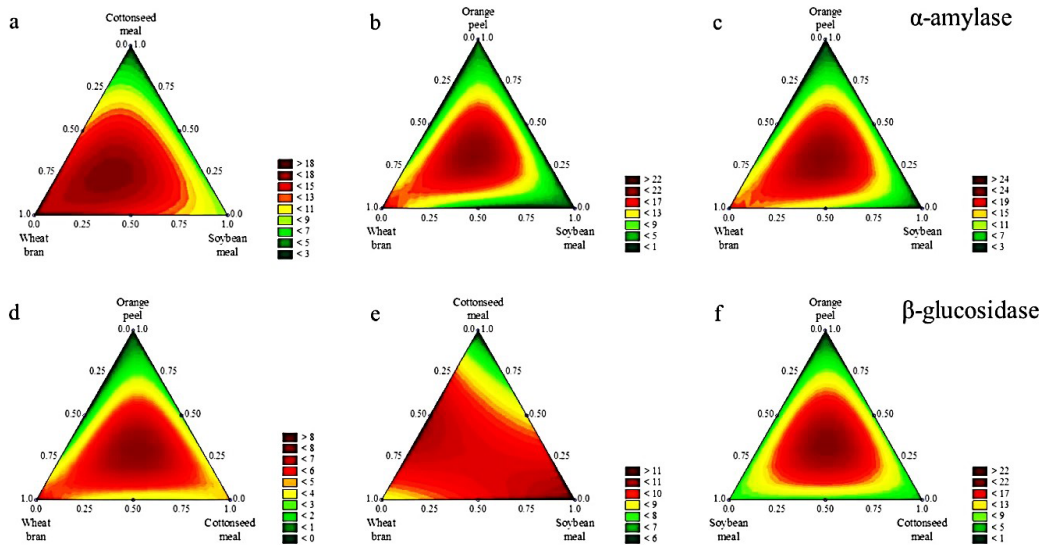 a
Cottonseed
meal
0.0 1.0
0.25
0.75
0.50
0.50
0.75
0.25
1.0
0.0
0.0
0.25
0.50
0.75
1.0
Wheat
bran
Soybean
meal
> 18
< 18
< 15
< 13
< 11
< 9
< 7
< 5
< 3
b
Orange
peel
0.0 1.0
0.25
0.75
0.50
0.50
0.75
0.25
1.0
0.0
0.0
0.25
0.50
0.75
1.0
Wheat
bran
Soybean
meal
> 22
< 22
< 17
< 13
< 9
< 5
< 1
c
α-amylase
Orange
peel
0.0 1.0
0.25
0.75
0.50
0.50
0.75
0.25
1.0
0.0
0.0
0.25
0.50
0.75
1.0
Wheat
bran
Soybean
meal
> 24
< 24
< 19
< 15
< 11
< 7
< 3
d
Orange
peel
0.0 1.0
0.25
0.75
0.50
0.50
0.75
0.25
1.0
0.0
0.0
0.25
0.50
0.75
1.0
Wheat
bran
Cottonseed
meal
> 8
< 8
< 7
< 6
< 5
< 4
< 3
< 2
< 1
< 0
e
Cottonseed
meal
0.0 1.0
0.25
0.75
0.50
0.50
0.75
0.25
1.0
0.0
0.0
0.25
0.50
0.75
1.0
Wheat
bran
Soybean
meal
> 11
< 11
< 10
< 9
< 8
< 7
< 6
f
β-glucosidase
Orange
peel
0.0 1.0
0.25
0.75
0.50
0.50
0.75
0.25
1.0
0.0
0.0
0.25
0.50
0.75
1.0
Soybean
meal
Cottonseed
meal
> 22
< 22
< 17
< 13
< 9
< 5
< 1